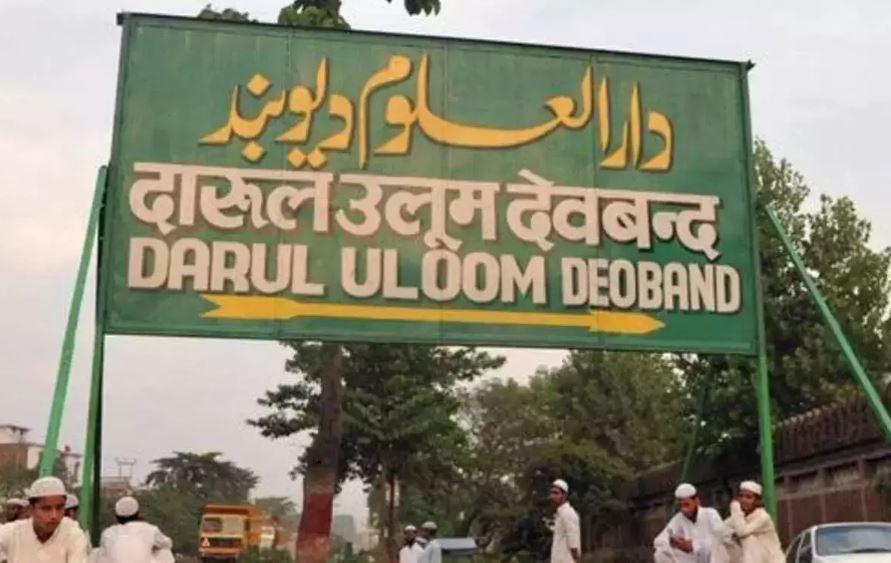 دارالعلوم دیوبند
दारूल उलूम देवबन्द
DARUL ULOOM DEOBAND